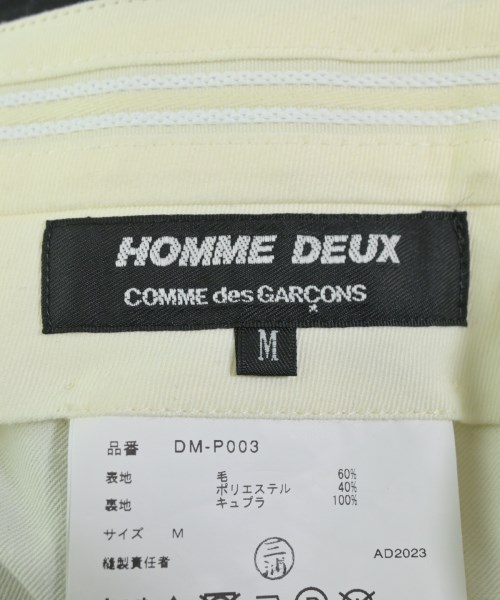 HOMME DEUX
COMME des GARÇONS
M
品番 DM-P003
表地 毛 60%
ポリエステル 40%
裏地 キュプラ 100%
サイズ M
縫製責任者 三浦 AD2023